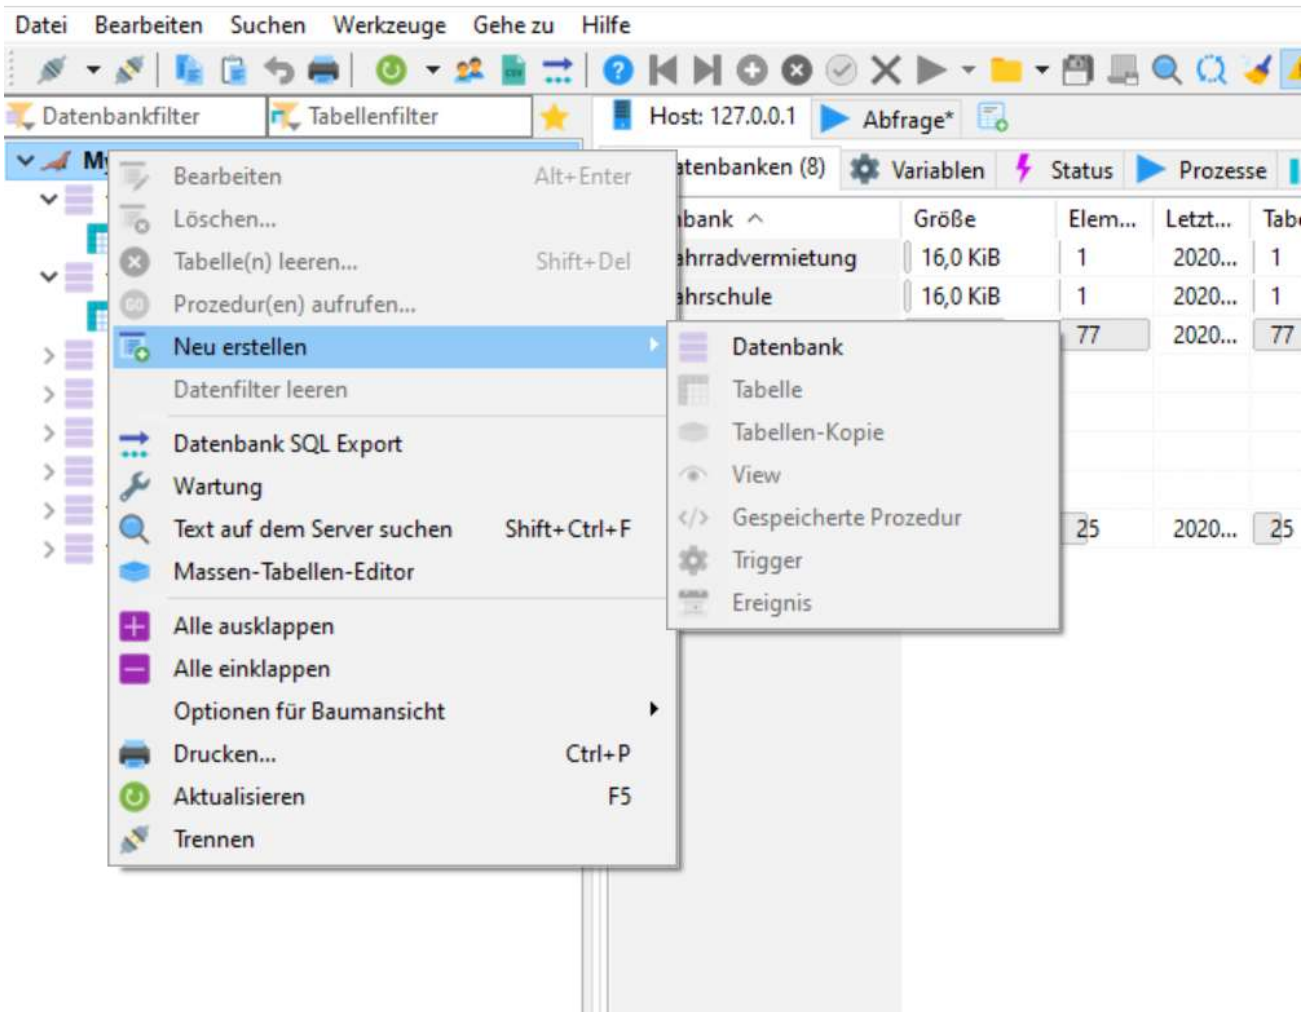 Datei Bearbeiten Suchen Werkzeuge Gehe zu Hilfe
Datenbankfilter Tabellenfilter Host: 127.0.0.1 Abfrage*
My
atenbanken (8) Variablen Status Prozesse
Bearbeiten Alt+Enter
Löschen...
Tabelle(n) leeren... Shift+Del
Prozedur(en) aufrufen...
Neu erstellen
Datenfilter leeren
Datenbank SQL Export
Wartung
Text auf dem Server suchen Shift+Ctrl+F
Massen-Tabellen-Editor
Alle ausklappen
Alle einklappen
Optionen für Baumansicht
Drucken... Ctrl+P
Aktualisieren F5
Trennen
Datenbank
Tabelle
Tabellen-Kopie
View
Gespeicherte Prozedur
Trigger
Ereignis
bank Größe Elem... Letzt... Tabe
ahrradvermietung 16,0 KiB 1 2020... 1
ahrschule 16,0 KiB 1 2020... 1
77 2020... 77
25 2020... 25